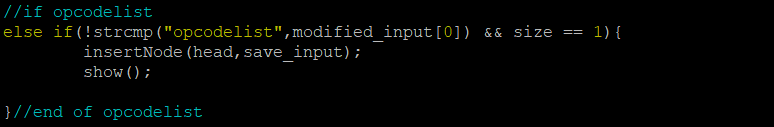 //if opcodelist
else if(!strcmp("opcodelist",modified_input[0]) && size == 1){
insertNode(head,save_input);
show();
}//end of opcodelist